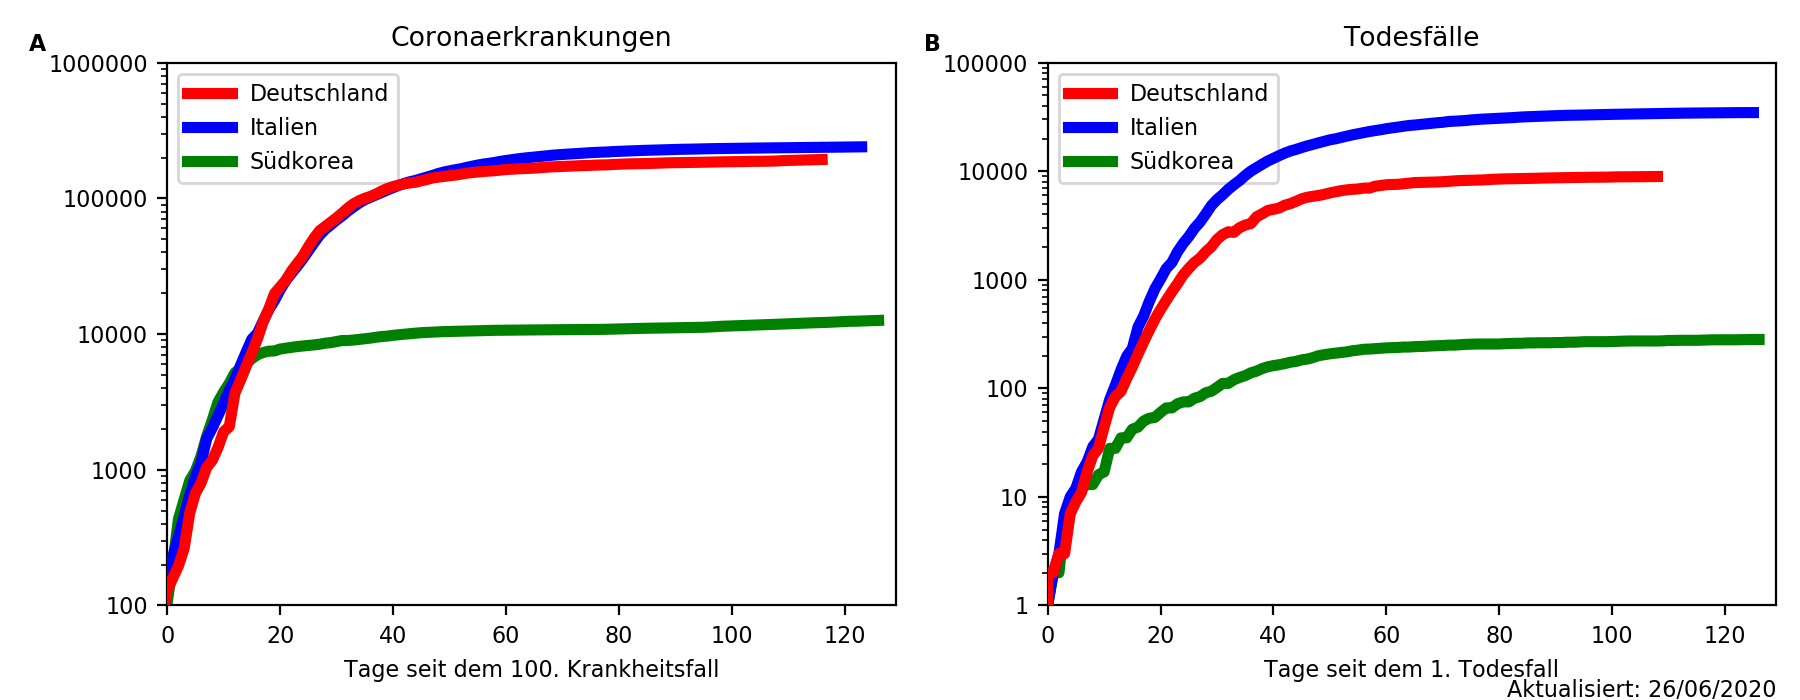 A
Coronaerkrankungen
1000000
100000
10000
1000
100
Deutschland
Italien
Südkorea
0 20 40 60 80 100 120
Tage seit dem 100. Krankheitsfall
B
Todesfälle
100000
10000
1000
100
10
1
Deutschland
Italien
Südkorea
0 20 40 60 80 100 120
Tage seit dem 1. Todesfall
Aktualisiert: 26/06/2020